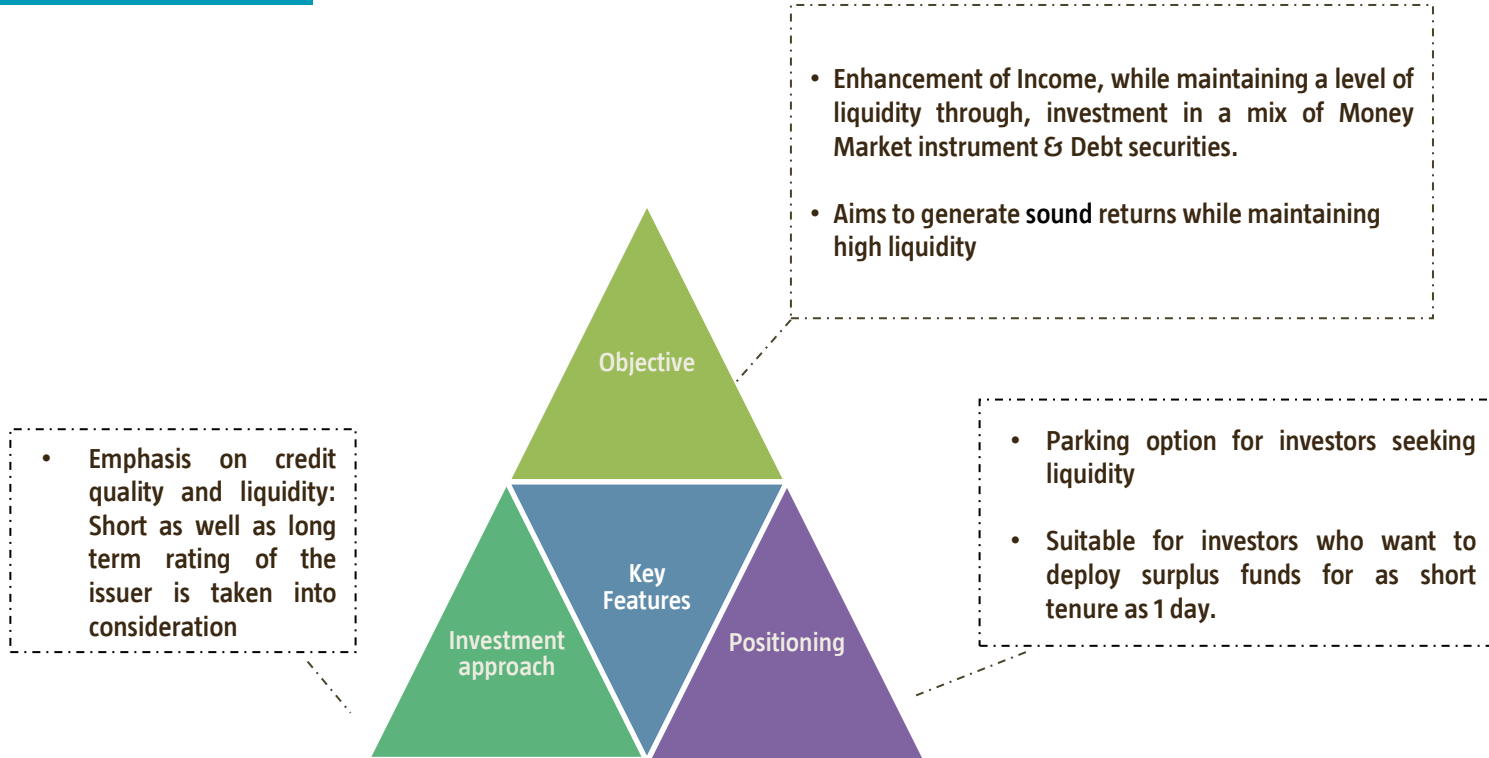 • Enhancement of Income, while maintaining a level of
liquidity through, investment in a mix of Money
Market instrument & Debt securities.
• Aims to generate sound returns while maintaining
high liquidity
Objective
• Emphasis on credit
quality and liquidity:
Short as well as long
term rating of the
issuer is taken into
consideration
• Parking option for investors seeking
liquidity
• Suitable for investors who want to
deploy surplus funds for as short
tenure as 1 day.
Key
Features
Investment
approach
Positioning